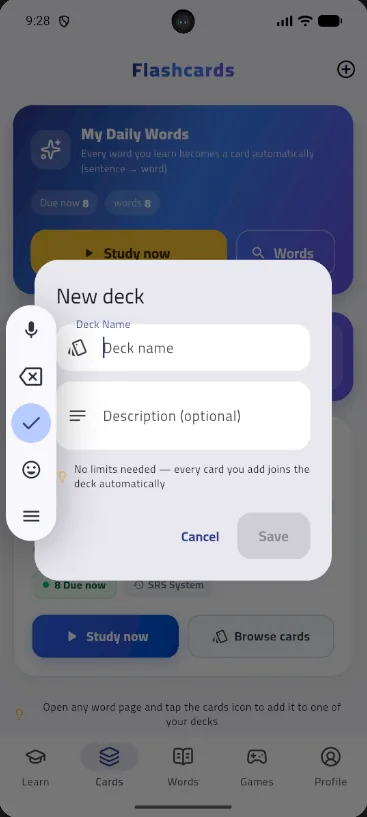 9:28
Flashcards
My Daily Words
Every word you learn becomes a card automatically
(sentence → word)
Due now 8
words 8
Study now
Words
New deck
Deck Name
Deck name
Description (optional)
No limits needed — every card you add joins the
deck automatically
Cancel
Save
8 Due now
SRS System
Study now
Browse cards
Open any word page and tap the cards icon to add it to one of
your decks
Learn
Cards
Words
Games
Profile